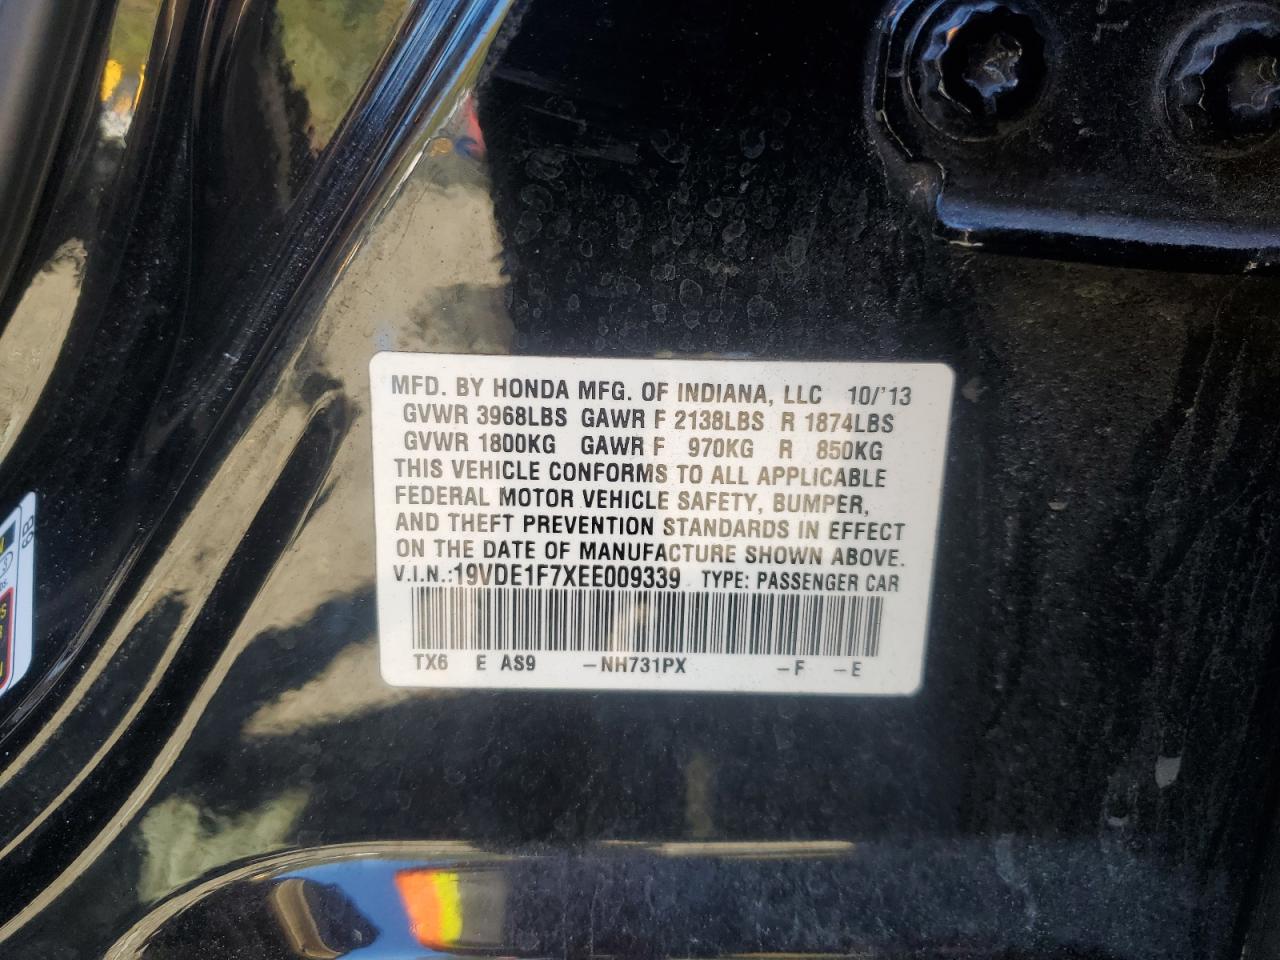 MFD. BY HONDA MFG. OF INDIANA, LLC 10/'13
GVWR 3968LBS GAWR F 2138LBS R 1874LBS
GVWR 1800KG GAWR F 970KG R 850KG
THIS VEHICLE CONFORMS TO ALL APPLICABLE
FEDERAL MOTOR VEHICLE SAFETY, BUMPER,
AND THEFT PREVENTION STANDARDS IN EFFECT
ON THE DATE OF MANUFACTURE SHOWN ABOVE.
V.I.N.:19VDE1F7XEE009339 TYPE: PASSENGER CAR
TX6 E AS9 -NH731PX -F -E